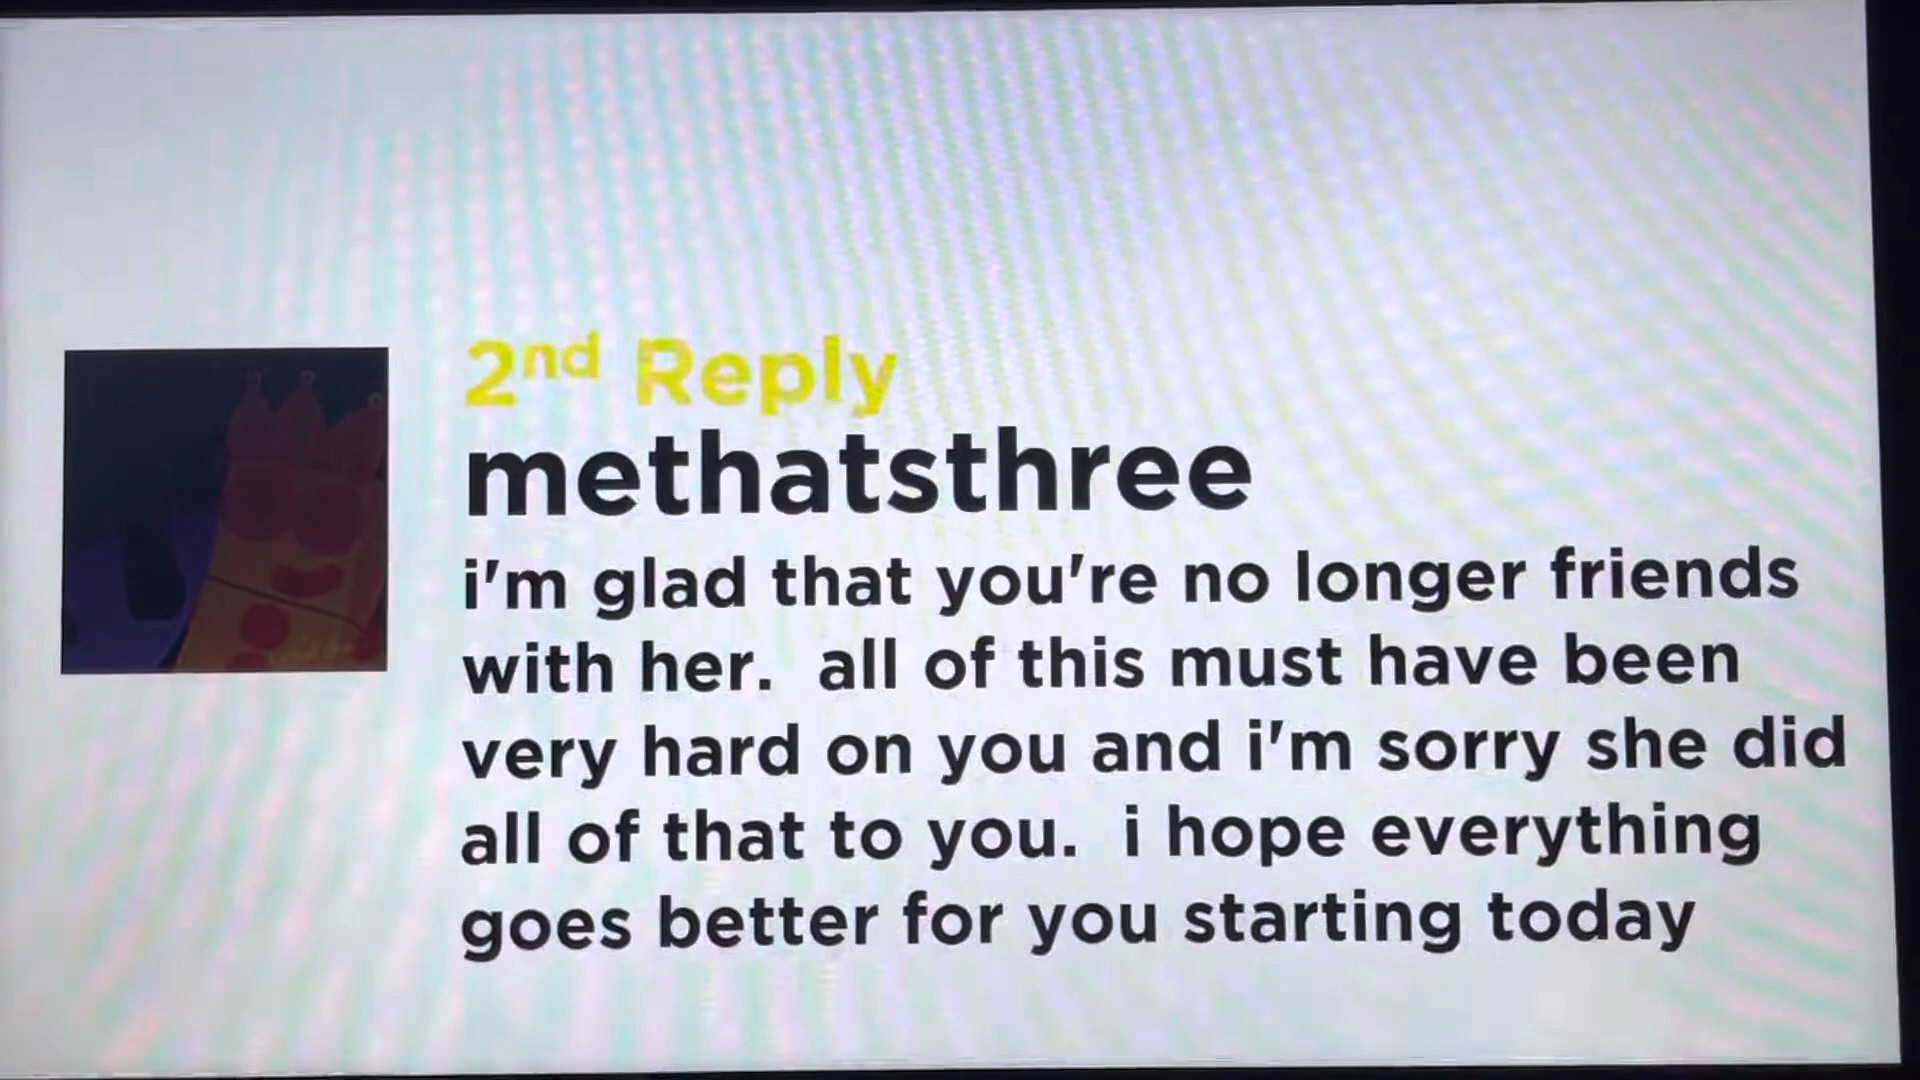 2nd Reply
methatsthree
i'm glad that you're no longer friends
with her.  all of this must have been
very hard on you and i'm sorry she did
all of that to you.  i hope everything
goes better for you starting today